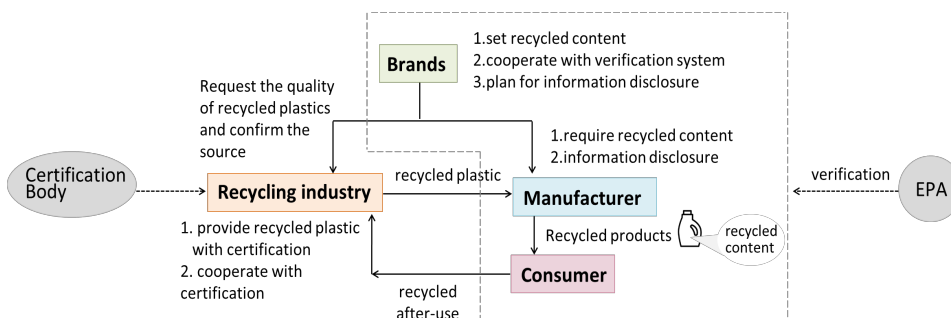 Brands
1.set recycled content
2.cooperate with verification system
3.plan for information disclosure
Request the quality
of recycled plastics
and confirm the
source
1.require recycled content
2.information disclosure
Certification
Body
Recycling industry
recycled plastic
Manufacturer
verification
EPA
1. provide recycled plastic
with certification
2. cooperate with
certification
Recycled products
recycled
content
Consumer
recycled
after-use